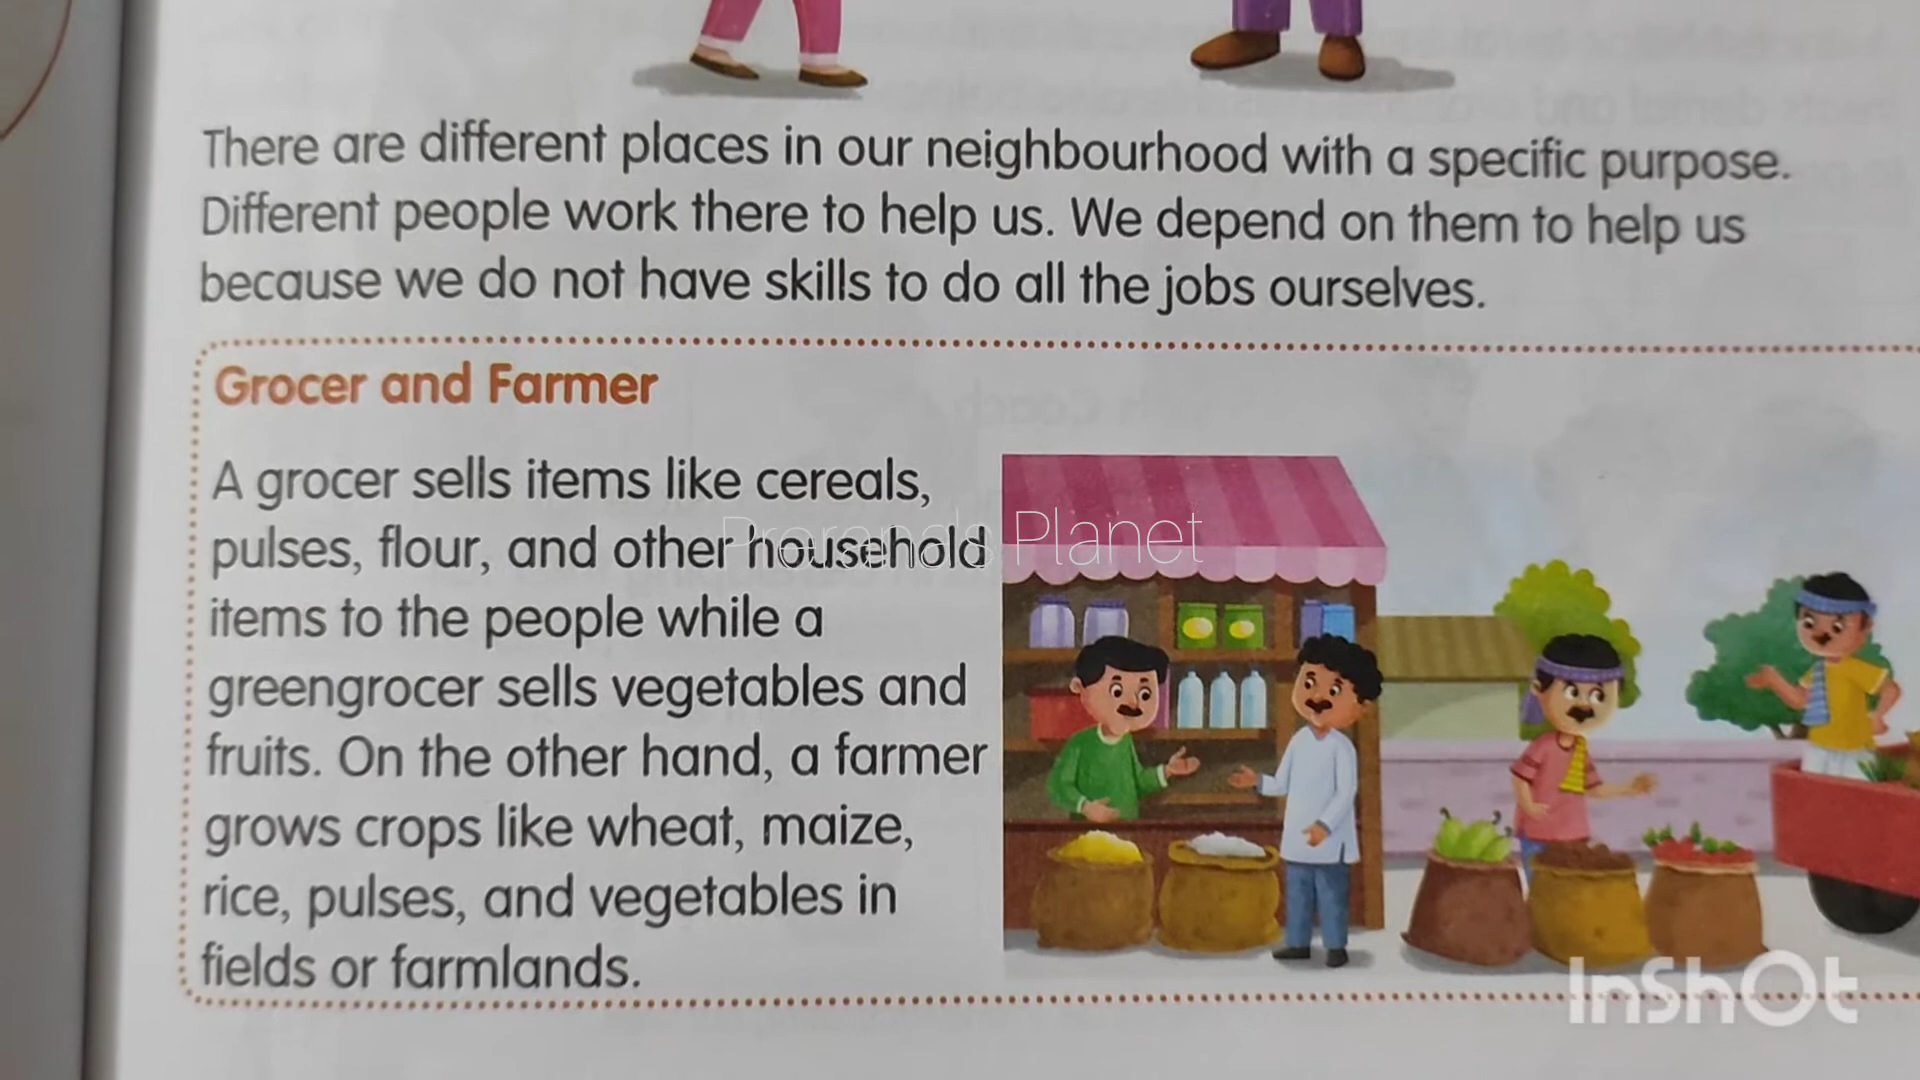 There are different places in our neighbourhood with a specific purpose.
Different people work there to help us. We depend on them to help us
because we do not have skills to do all the jobs ourselves.
Grocer and Farmer
A grocer sells items like cereals,
pulses, flour, and other household
items to the people while a
greengrocer sells vegetables and
fruits. On the other hand, a farmer
grows crops like wheat, maize,
rice, pulses, and vegetables in
fields or farmlands.
Planet
InShOt